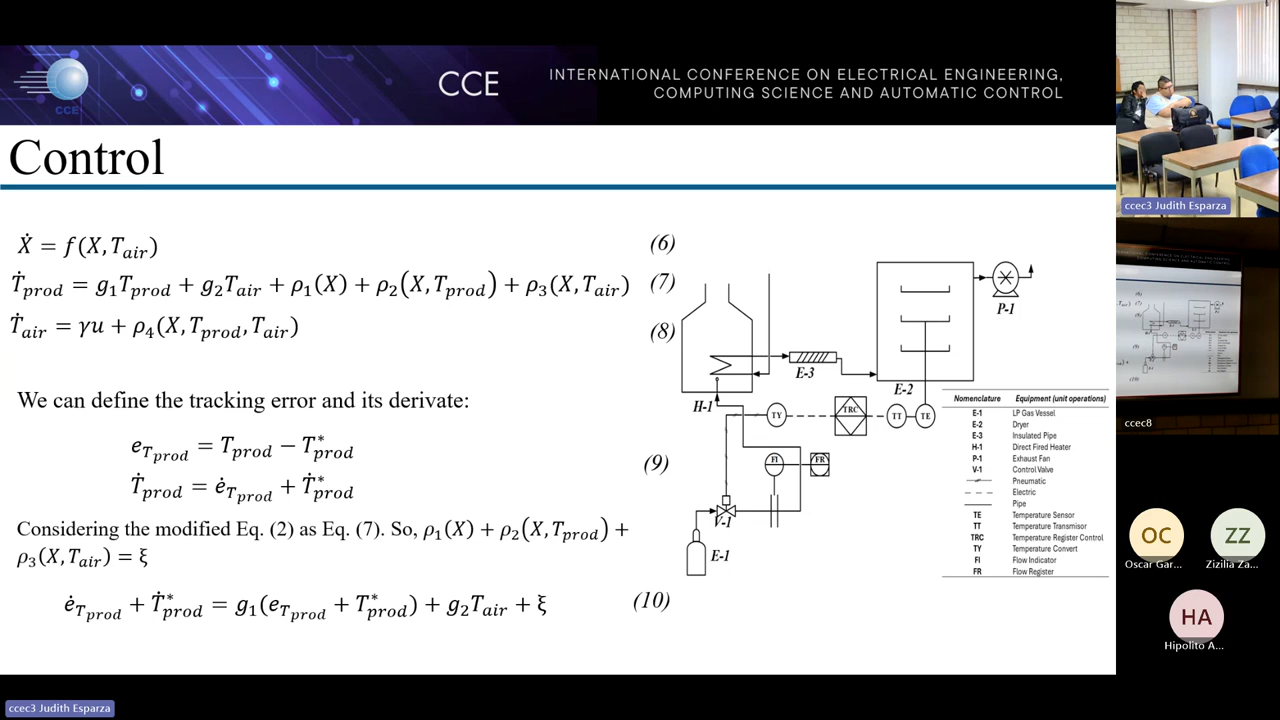 CCE
CCE
INTERNATIONAL CONFERENCE ON ELECTRICAL ENGINEERING,
COMPUTING SCIENCE AND AUTOMATIC CONTROL
Control
Ẋ = f(X, T_air) (6)
Ṫ_prod = g₁T_prod + g₂T_air + ρ₁(X) + ρ₂(X, T_prod) + ρ₃(X, T_air) (7)
Ṫ_air = γu + ρ₄(X, T_prod, T_air) (8)
We can define the tracking error and its derivate:
e_T_prod = T_prod − T*_prod
(9)
Ṫ_prod = ė_T_prod + Ṫ*_prod
Considering the modified Eq. (2) as Eq. (7). So, ρ₁(X) + ρ₂(X, T_prod) +
ρ₃(X, T_air) = ξ
ė_T_prod + Ṫ*_prod = g₁(e_T_prod + T*_prod) + g₂T_air + ξ (10)
P-1
E-3
E-2
H-1
TY
TRC
TT
TE
FI
FR
V-1
E-1
Nomenclature Equipment (unit operations)
E-1 LP Gas Vessel
E-2 Dryer
E-3 Insulated Pipe
H-1 Direct Fired Heater
P-1 Exhaust Fan
V-1 Control Valve
Pneumatic
Electric
Pipe
TE Temperature Sensor
TT Temperature Transmisor
TRC Temperature Register Control
TY Temperature Convert
FI Flow Indicator
FR Flow Register
ccec3 Judith Esparza
ccec8
OC
Oscar Gar...
ZZ
Zizilia Za...
HA
Hipolito A...
ccec3 Judith Esparza